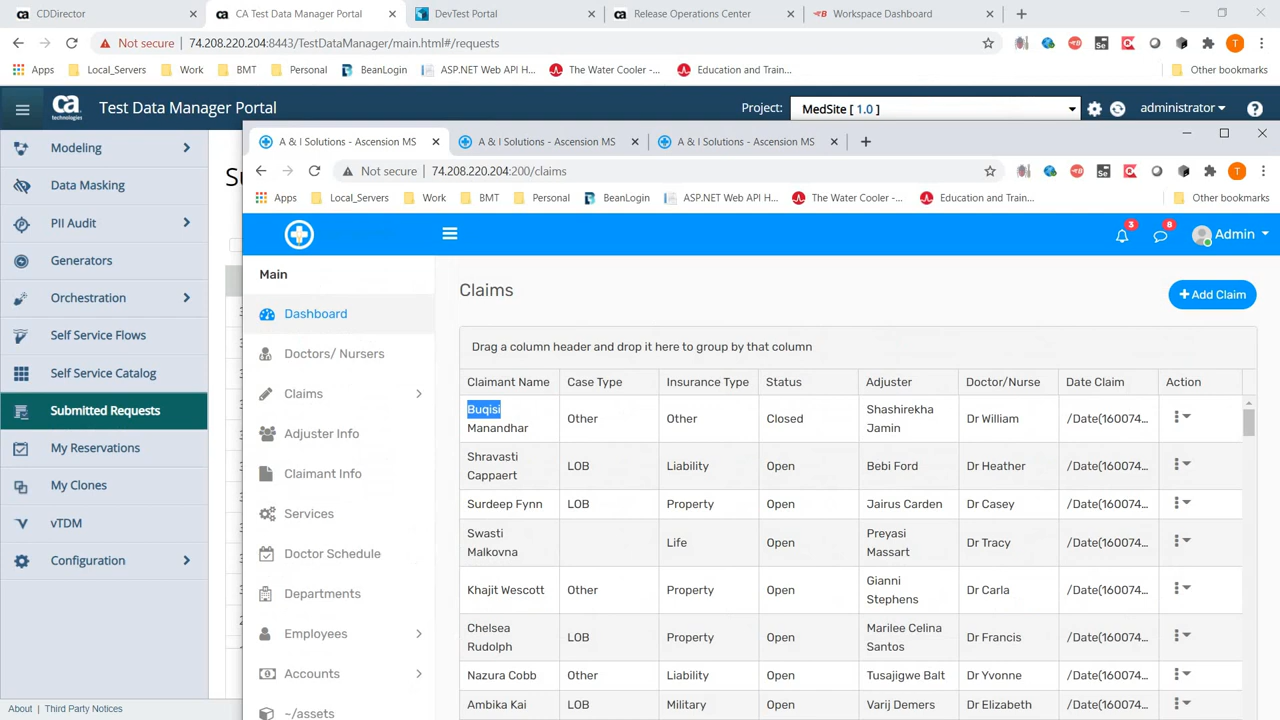 CDDirector
CA Test Data Manager Portal
DevTest Portal
Release Operations Center
Workspace Dashboard
Not secure
74.208.220.204:8443/TestDataManager/main.html#/requests
Apps
Local_Servers
Work
BMT
Personal
BeanLogin
ASP.NET Web API H...
The Water Cooler -...
Education and Train...
Other bookmarks
ca
technologies
Test Data Manager Portal
Project:
MedSite [ 1.0 ]
administrator
Modeling
Data Masking
PII Audit
Generators
Orchestration
Self Service Flows
Self Service Catalog
Submitted Requests
My Reservations
My Clones
vTDM
Configuration
About
Third Party Notices
A & I Solutions - Ascension MS
A & I Solutions - Ascension MS
A & I Solutions - Ascension MS
Not secure
74.208.220.204:200/claims
Apps
Local_Servers
Work
BMT
Personal
BeanLogin
ASP.NET Web API H...
The Water Cooler -...
Education and Train...
Other bookmarks
3
8
Admin
Main
Dashboard
Doctors/ Nursers
Claims
Adjuster Info
Claimant Info
Services
Doctor Schedule
Departments
Employees
Accounts
~/assets
Claims
+ Add Claim
Drag a column header and drop it here to group by that column
Claimant Name Case Type Insurance Type Status Adjuster Doctor/Nurse Date Claim Action
Buqisi Manandhar Other Other Closed Shashirekha Jamin Dr William /Date(160074...
Shravasti Cappaert LOB Liability Open Bebi Ford Dr Heather /Date(160074...
Surdeep Fynn LOB Property Open Jairus Carden Dr Casey /Date(160074...
Swasti Malkovna Life Open Preyasi Massart Dr Tracy /Date(160074...
Khajit Wescott Other Property Open Gianni Stephens Dr Carla /Date(160074...
Chelsea Rudolph LOB Property Open Marilee Celina Santos Dr Francis /Date(160074...
Nazura Cobb Other Liability Open Tusajigwe Balt Dr Yvonne /Date(160074...
Ambika Kai LOB Military Open Varij Demers Dr Elizabeth /Date(160074...